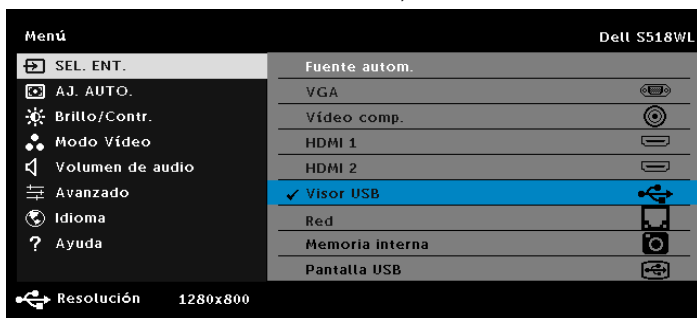 Menú Dell S518WL
SEL. ENT. Fuente autom.
AJ. AUTO. VGA
Brillo/Contr. Vídeo comp.
Modo Vídeo HDMI 1
Volumen de audio HDMI 2
Avanzado ✓ Visor USB
Idioma Red
? Ayuda Memoria interna
Pantalla USB
Resolución 1280x800